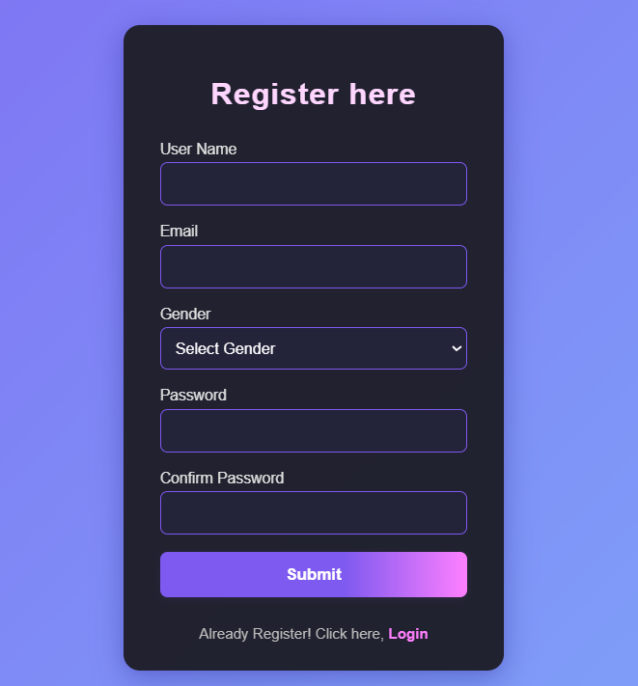 Register here
User Name
Email
Gender
Select Gender
Password
Confirm Password
Submit
Already Register! Click here, Login